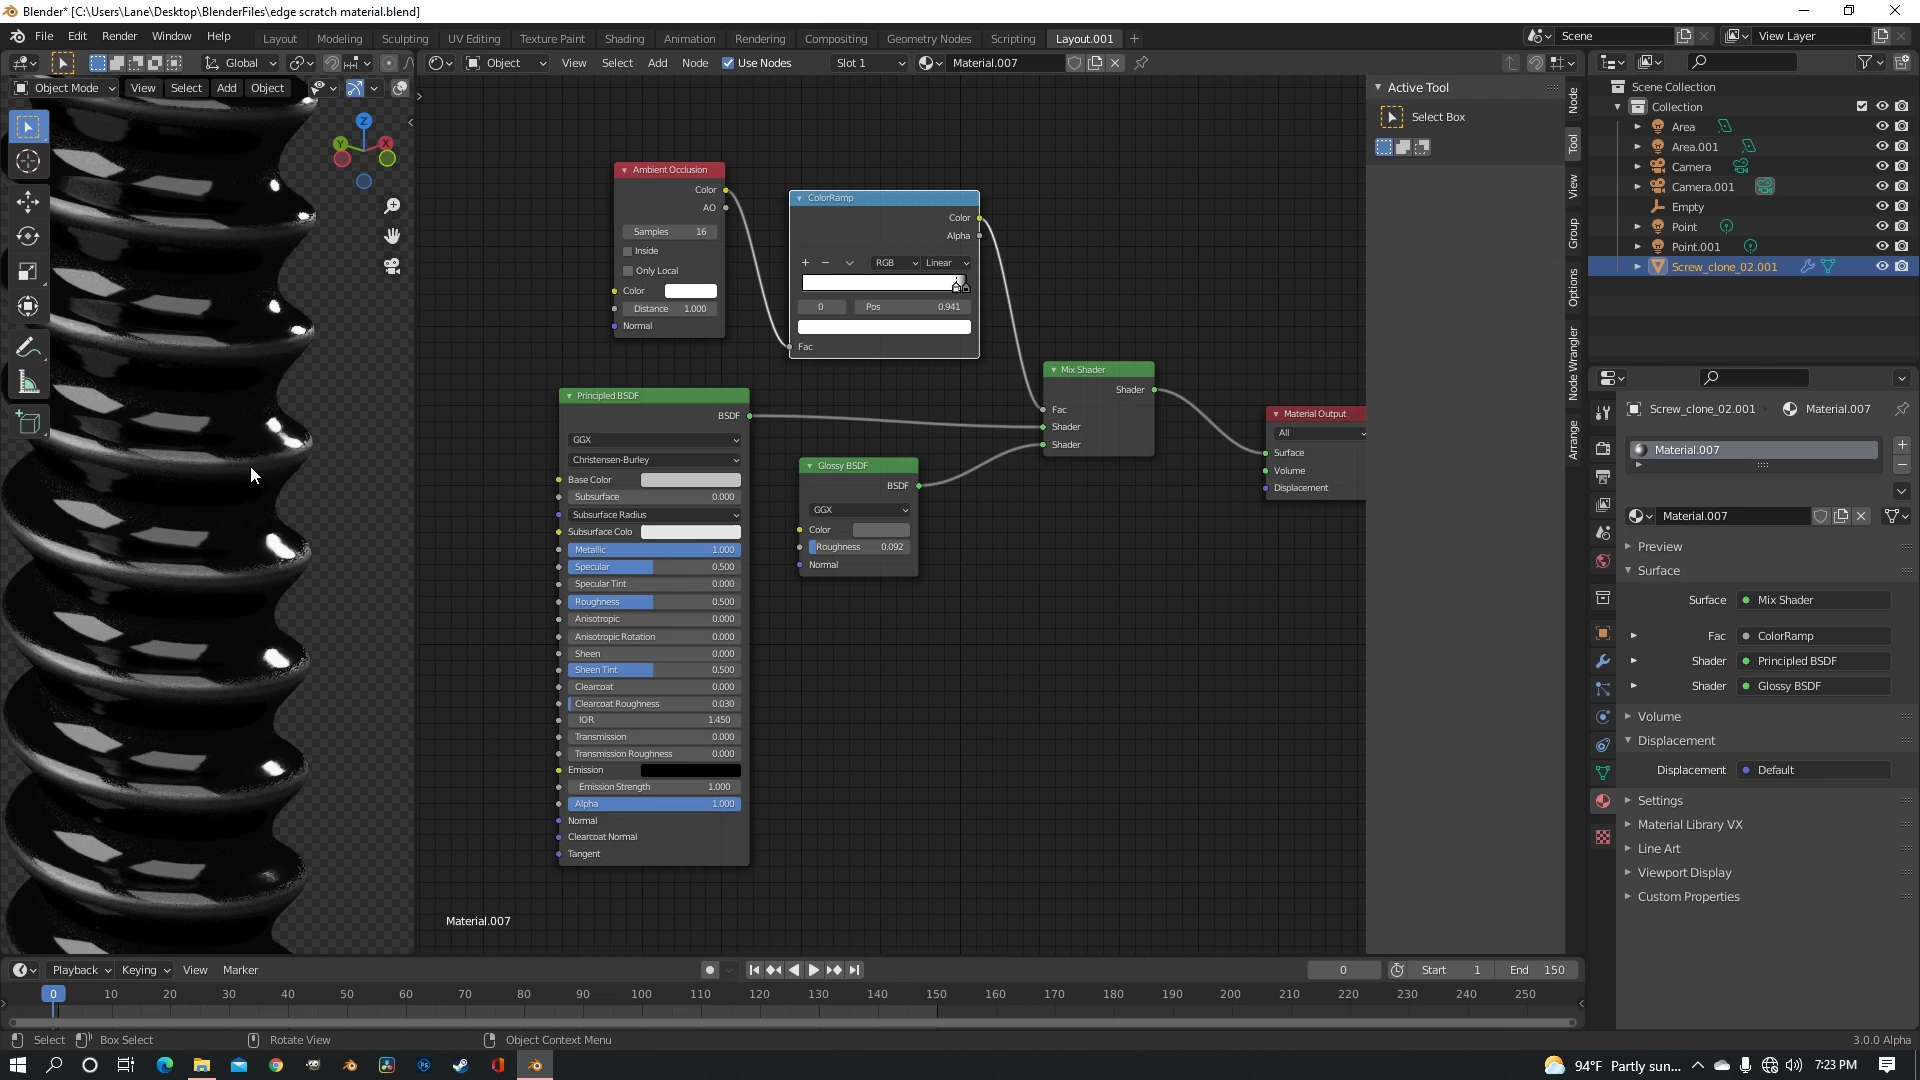 Blender* [C:\Users\Lane\Desktop\BlenderFiles\edge scratch material.blend]
File Edit Render Window Help Layout Modeling Sculpting UV Editing Texture Paint Shading Animation Rendering Compositing Geometry Nodes Scripting Layout.001 Scene View Layer
Global Object View Select Add Node Use Nodes Slot 1 Material.007
Object Mode View Select Add Object
Active Tool
Select Box
Node
Tool
View
Group
Options
Node Wrangler
Arrange
Z
Y
X
Ambient Occlusion
Color
AO
Samples 16
Inside
Only Local
Color
Distance 1.000
Normal
ColorRamp
Color
Alpha
RGB Linear
0 Pos 0.941
Fac
Mix Shader
Shader
Fac
Shader
Shader
Material Output
All
Surface
Volume
Displacement
Principled BSDF
BSDF
GGX
Christensen-Burley
Base Color
Subsurface 0.000
Subsurface Radius
Subsurface Colo
Metallic 1.000
Specular 0.500
Specular Tint 0.000
Roughness 0.500
Anisotropic 0.000
Anisotropic Rotation 0.000
Sheen 0.000
Sheen Tint 0.500
Clearcoat 0.000
Clearcoat Roughness 0.030
IOR 1.450
Transmission 0.000
Transmission Roughness 0.000
Emission
Emission Strength 1.000
Alpha 1.000
Normal
Clearcoat Normal
Tangent
Glossy BSDF
BSDF
GGX
Color
Roughness 0.092
Normal
Material.007
Scene Collection
Collection
Area
Area.001
Camera
Camera.001
Empty
Point
Point.001
Screw_clone_02.001
Screw_clone_02.001 Material.007
Material.007
Material.007
Preview
Surface
Surface Mix Shader
Fac ColorRamp
Shader Principled BSDF
Shader Glossy BSDF
Volume
Displacement
Displacement Default
Settings
Material Library VX
Line Art
Viewport Display
Custom Properties
Playback Keying View Marker 0 Start 1 End 150
0 10 20 30 40 50 60 70 80 90 100 110 120 130 140 150 160 170 180 190 200 210 220 230 240 250
Select Box Select Rotate View Object Context Menu 3.0.0 Alpha
94°F Partly sun... 7:23 PM